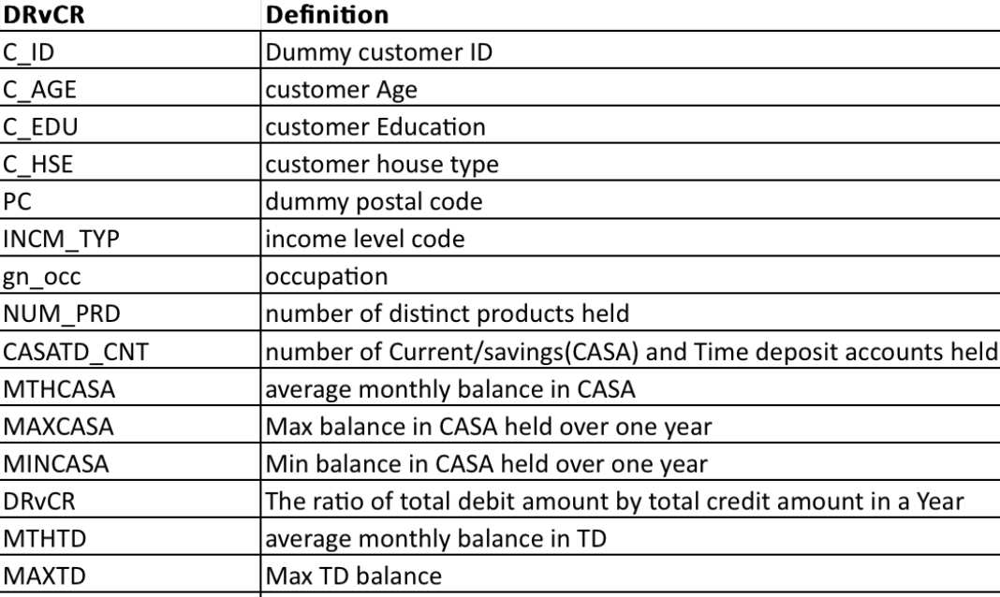 DRvCR Definition
C_ID Dummy customer ID
C_AGE customer Age
C_EDU customer Education
C_HSE customer house type
PC dummy postal code
INCM_TYP income level code
gn_occ occupation
NUM_PRD number of distinct products held
CASATD_CNT number of Current/savings(CASA) and Time deposit accounts held
MTHCASA average monthly balance in CASA
MAXCASA Max balance in CASA held over one year
MINCASA Min balance in CASA held over one year
DRvCR The ratio of total debit amount by total credit amount in a Year
MTHTD average monthly balance in TD
MAXTD Max TD balance